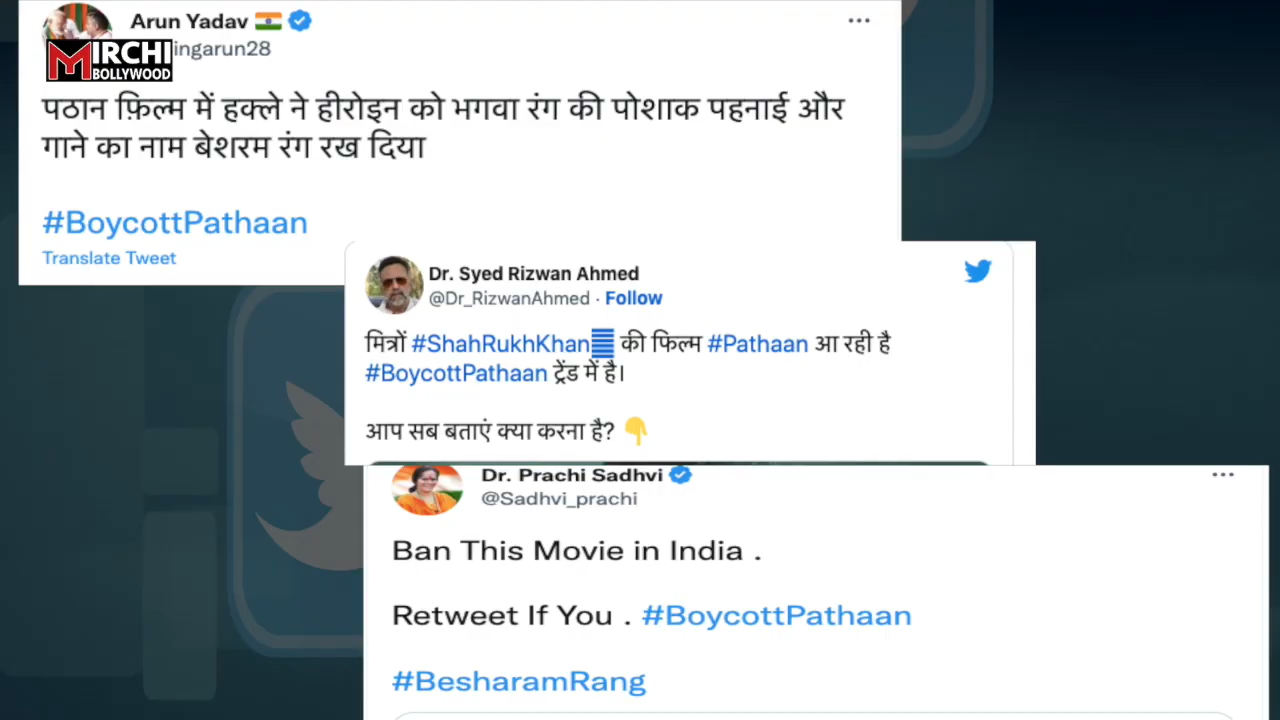 Arun Yadav
MIRCHI
BOLLYWOOD
ingarun28
पठान फ़िल्म में हक्ले ने हीरोइन को भगवा रंग की पोशाक पहनाई और
गाने का नाम बेशरम रंग रख दिया
#BoycottPathaan
Translate Tweet
Dr. Syed Rizwan Ahmed
@Dr_RizwanAhmed · Follow
मित्रों #ShahRukhKhan की फिल्म #Pathaan आ रही है
#BoycottPathaan ट्रेंड में है।
आप सब बताएं क्या करना है? 👇
Dr. Prachi Sadhvi
@Sadhvi_prachi
Ban This Movie in India .
Retweet If You . #BoycottPathaan
#BesharamRang